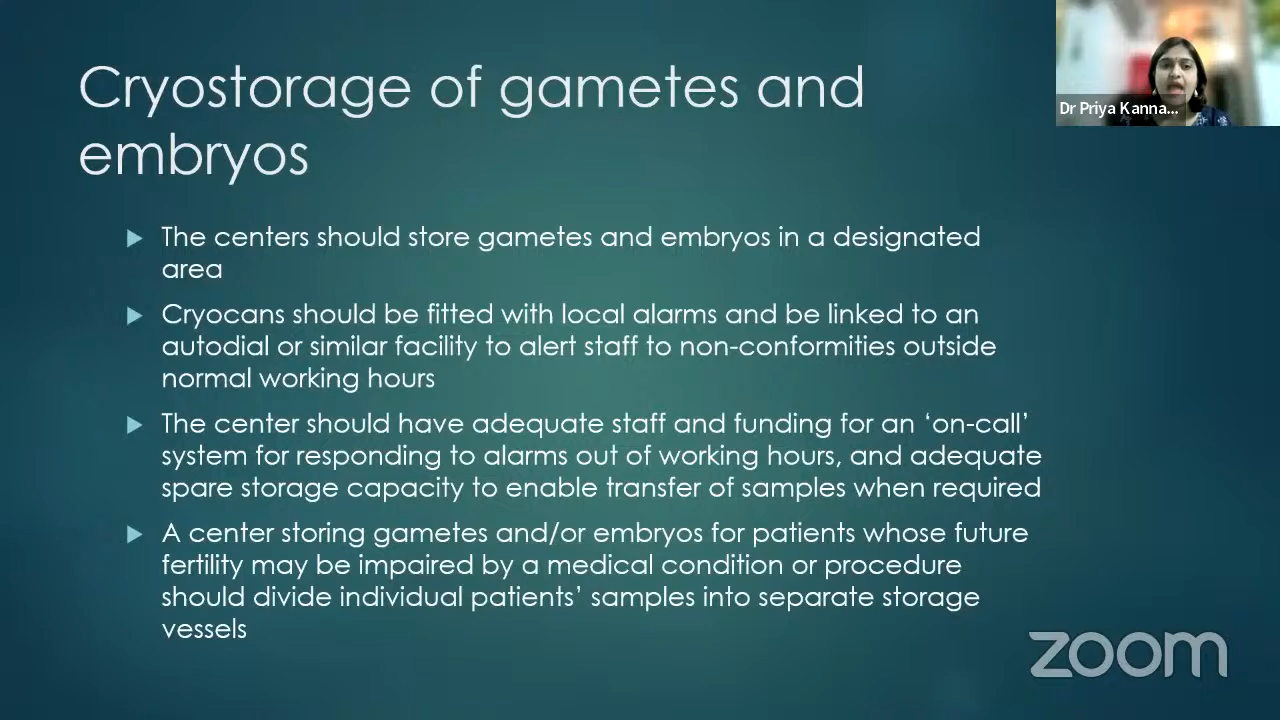 Cryostorage of gametes and
embryos
Dr Priya Kanna...
The centers should store gametes and embryos in a designated
area
Cryocans should be fitted with local alarms and be linked to an
autodial or similar facility to alert staff to non-conformities outside
normal working hours
The center should have adequate staff and funding for an ‘on-call’
system for responding to alarms out of working hours, and adequate
spare storage capacity to enable transfer of samples when required
A center storing gametes and/or embryos for patients whose future
fertility may be impaired by a medical condition or procedure
should divide individual patients’ samples into separate storage
vessels
zoom